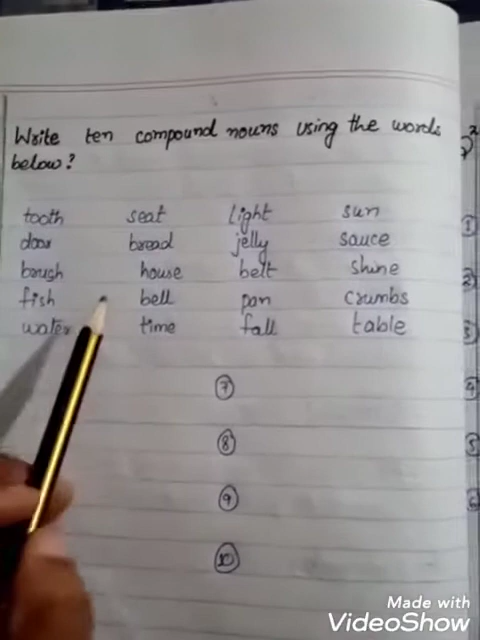 Write ten compound nouns using the words
below?
tooth seat Light sun
door bread jelly sauce
brush house belt shine
fish bell pan crumbs
water time fall table
7
8
9
10
1
2
3
4
5
6
Made with
VideoShow